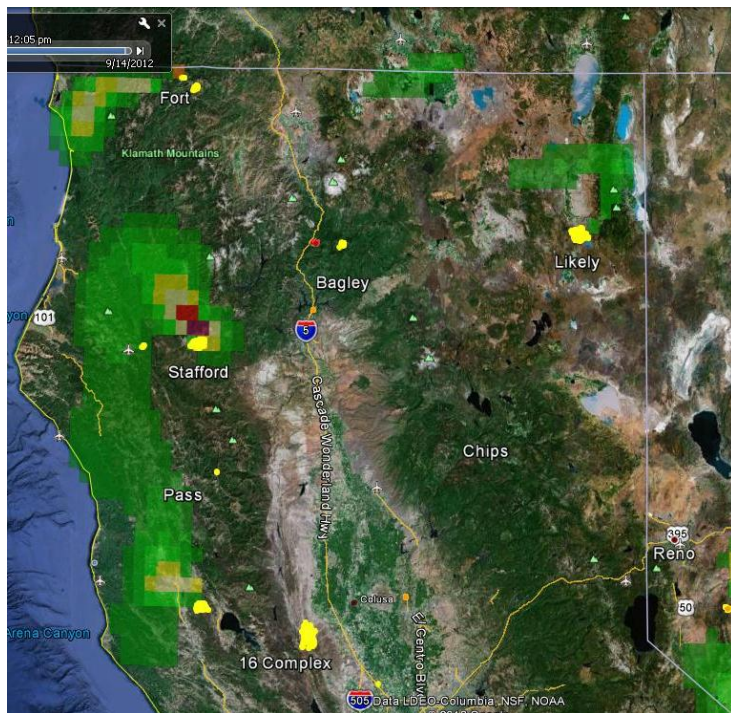 12:05 pm
9/14/2012
Fort
Klamath Mountains
Likely
Bagley
101
5
Stafford
Cascade Wonderland Hwy
Chips
Pass
395
Reno
Colusa
50
El Centro Blv
Arena Canyon
16 Complex
505
Data LDEO-Columbia, NSF, NOAA